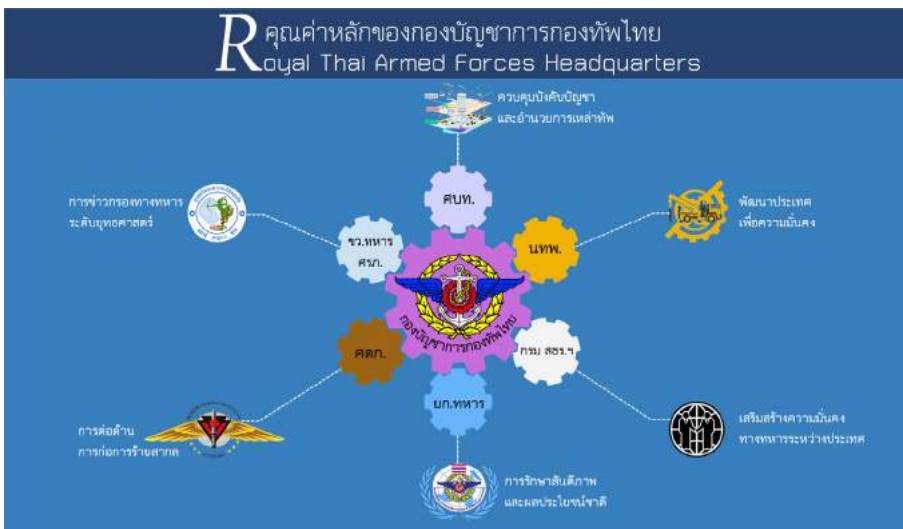 คุณค่าหลักของกองบัญชาการกองทัพไทย
Royal Thai Armed Forces Headquarters
ควบคุมบังคับบัญชา
และอำนวยการเหล่าทัพ
ศบท.
การข่าวกรองทางทหาร
ระดับยุทธศาสตร์
ขว.ทหาร
ศรภ.
นทพ.
พัฒนาประเทศ
เพื่อความมั่นคง
กองบัญชาการกองทัพไทย
ศตก.
กรม สธร.ฯ
ยก.ทหาร
การต่อต้าน
การก่อการร้ายสากล
เสริมสร้างความมั่นคง
ทางทหารระหว่างประเทศ
การรักษาสันติภาพ
และผลประโยชน์ชาติ